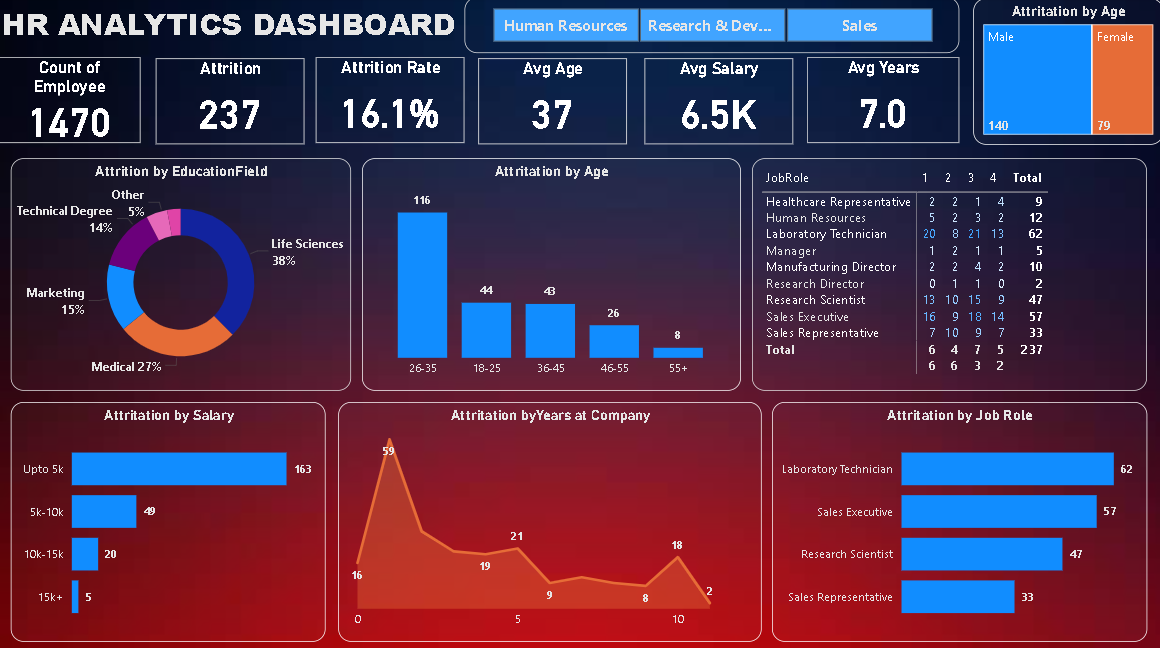 HR ANALYTICS DASHBOARD
Human Resources
Research & Dev...
Sales
Attritation by Age
Male
Female
140
79
Count of
Employee
1470
Attrition
237
Attrition Rate
16.1%
Avg Age
37
Avg Salary
6.5K
Avg Years
7.0
Attrition by EducationField
Other
5%
Technical Degree
14%
Life Sciences
38%
Marketing
15%
Medical 27%
Attritation by Age
116
44
43
26
8
26-35 18-25 36-45 46-55 55+
JobRole 1 2 3 4 Total
Healthcare Representative 2 2 1 4 9
Human Resources 5 2 3 2 12
Laboratory Technician 20 8 21 13 62
Manager 1 2 1 1 5
Manufacturing Director 2 2 4 2 10
Research Director 0 1 1 0 2
Research Scientist 13 10 15 9 47
Sales Executive 16 9 18 14 57
Sales Representative 7 10 9 7 33
Total 6 4 7 5 237
6 6 3 2
Attritation by Salary
Upto 5k 163
5k-10k 49
10k-15k 20
15k+ 5
Attritation byYears at Company
59
16
19
21
9
8
18
2
0 5 10
Attritation by Job Role
Laboratory Technician 62
Sales Executive 57
Research Scientist 47
Sales Representative 33